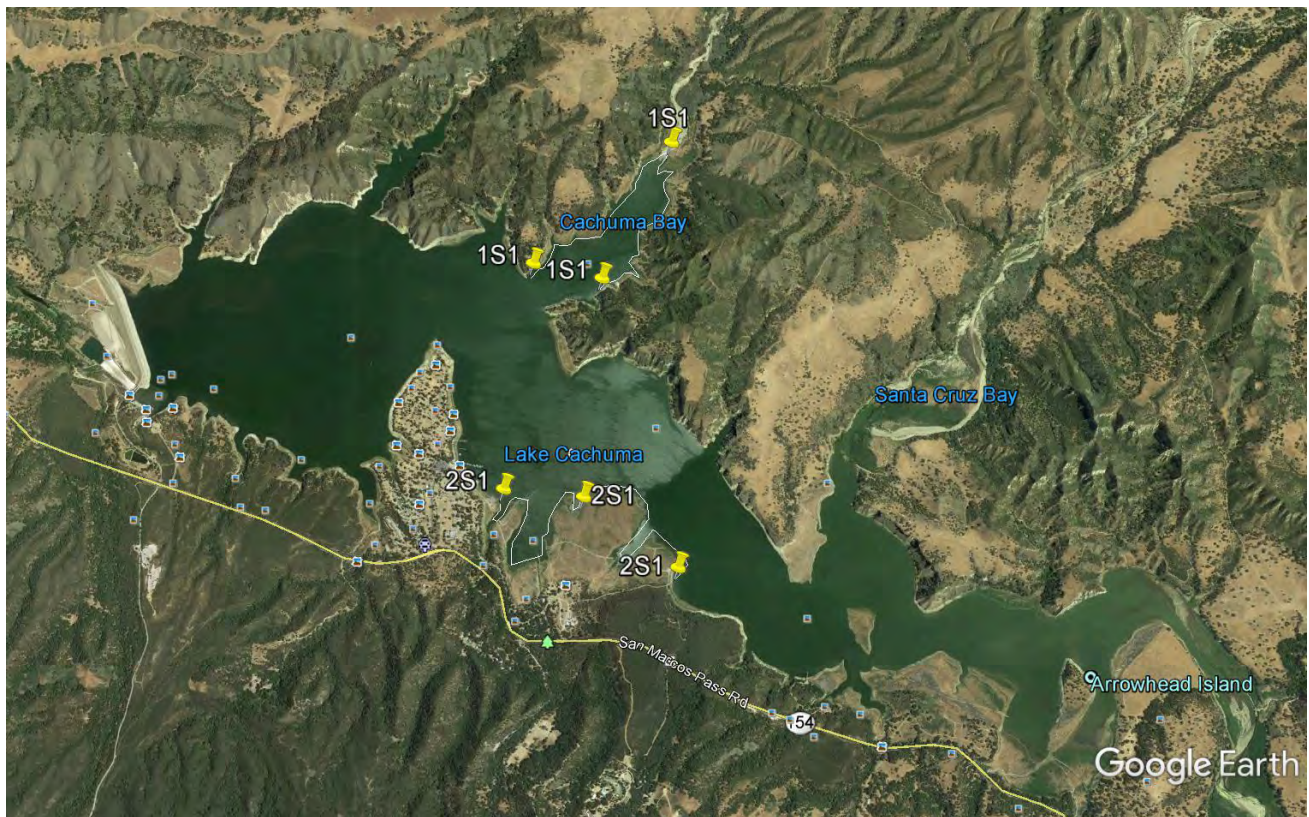 1S1
Cachuma Bay
1S1
1S1
Santa Cruz Bay
Lake Cachuma
2S1
2S1
2S1
San Marcos Pass Rd
Arrowhead Island
154
Google Earth